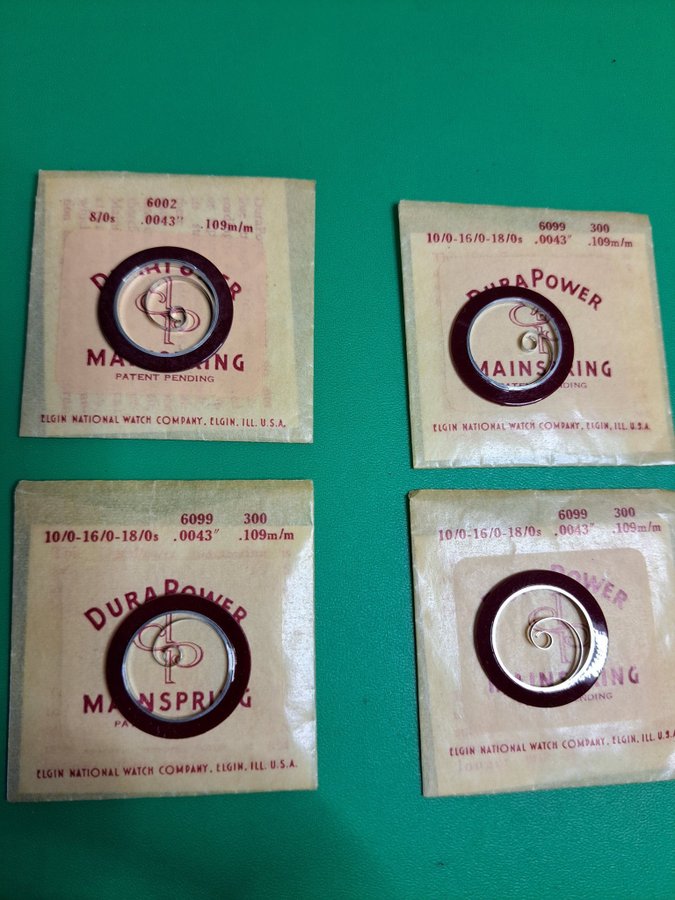 6002
8/0s .0043" .109m/m
PATENT PENDING
ELGIN NATIONAL WATCH COMPANY, ELGIN, ILL. U.S.A.
6099 300
10/0-16/0-18/0s .0043" .109m/m
DURAPOWER
MAINSPRING
ELGIN NATIONAL WATCH COMPANY, ELGIN, ILL. U.S.A.
6099 300
10/0-16/0-18/0s .0043" .109m/m
DURAPOWER
MAINSPRING
ELGIN NATIONAL WATCH COMPANY, ELGIN, ILL. U.S.A.
6099 300
10/0-16/0-18/0s .0043" .109m/m
POWER
ELGIN NATIONAL WATCH COMPANY, ELGIN, ILL. U.S.A.